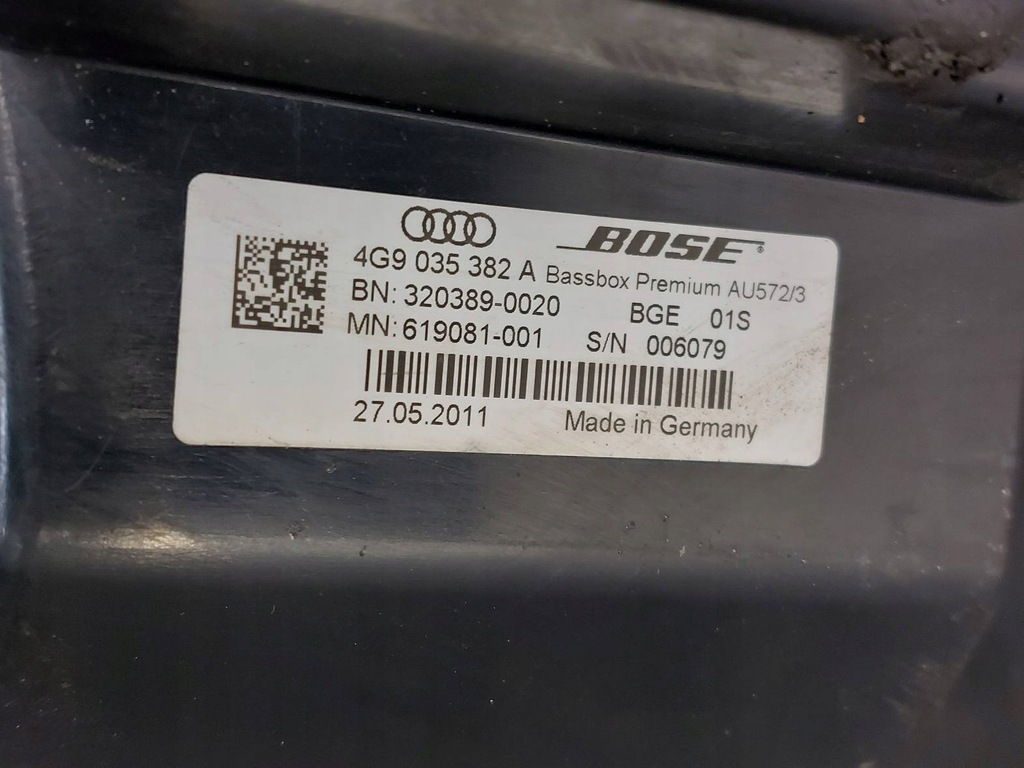 BOSE®
4G9 035 382 A Bassbox Premium AU572/3
BN: 320389-0020 BGE 01S
MN: 619081-001 S/N 006079
27.05.2011 Made in Germany